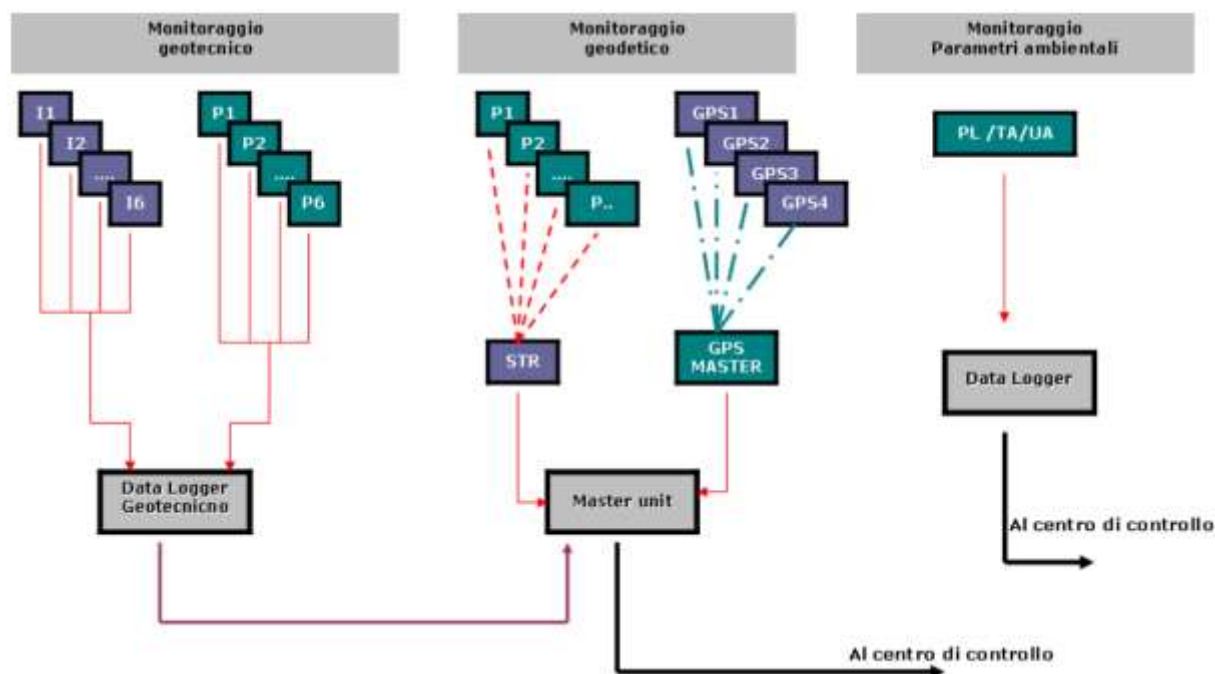 Monitoraggio
geotecnico
Monitoraggio
geodetico
Monitoraggio
Parametri ambientali
I1
I2
....
I6
P1
P2
....
P6
P1
P2
....
P..
GPS1
GPS2
GPS3
GPS4
PL /TA/UA
STR
GPS
MASTER
Data Logger
Data Logger
Geotecnicno
Master unit
Al centro di controllo
Al centro di controllo